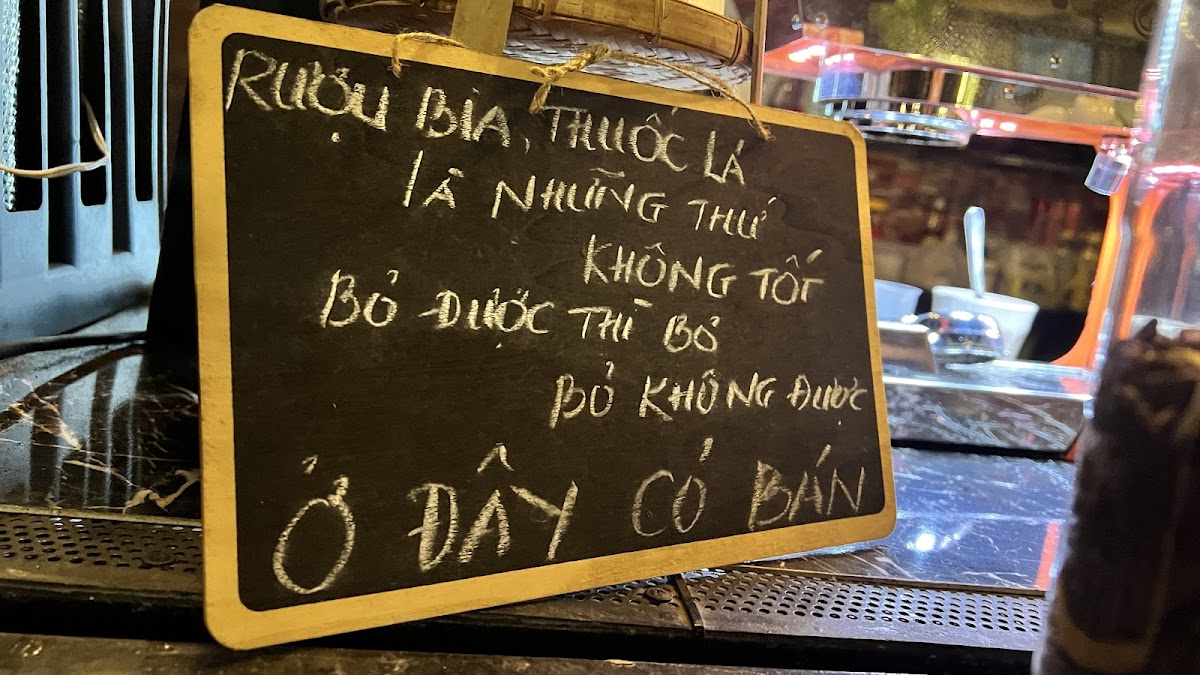 RƯỢU BIA, THUỐC LÁ
LÀ NHỮNG THỨ
KHÔNG TỐT
BỎ ĐƯỢC THÌ BỎ
BỎ KHÔNG ĐƯỢC
Ở ĐÂY CÓ BÁN